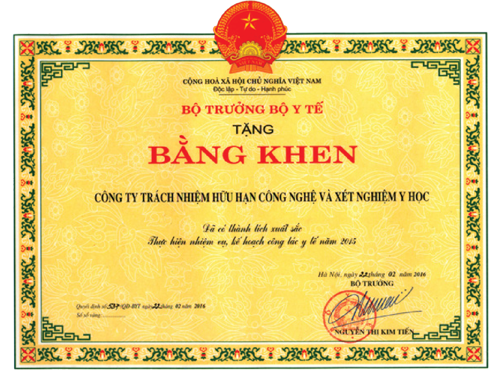 CỘNG HOÀ XÃ HỘI CHỦ NGHĨA VIỆT NAM
Độc lập - Tự do - Hạnh phúc
BỘ TRƯỞNG BỘ Y TẾ
TẶNG
BẰNG KHEN
CÔNG TY TRÁCH NHIỆM HỮU HẠN CÔNG NGHỆ VÀ XÉT NGHIỆM Y HỌC
Đã có thành tích xuất sắc
Thực hiện nhiệm vụ, kế hoạch công tác y tế năm 2015
Hà Nội, ngày 22 tháng 02 năm 2016
BỘ TRƯỞNG
Quyết định số /QĐ-BYT ngày 22 tháng 02 năm 2016
Số sổ vàng
NGUYỄN THỊ KIM TIẾN